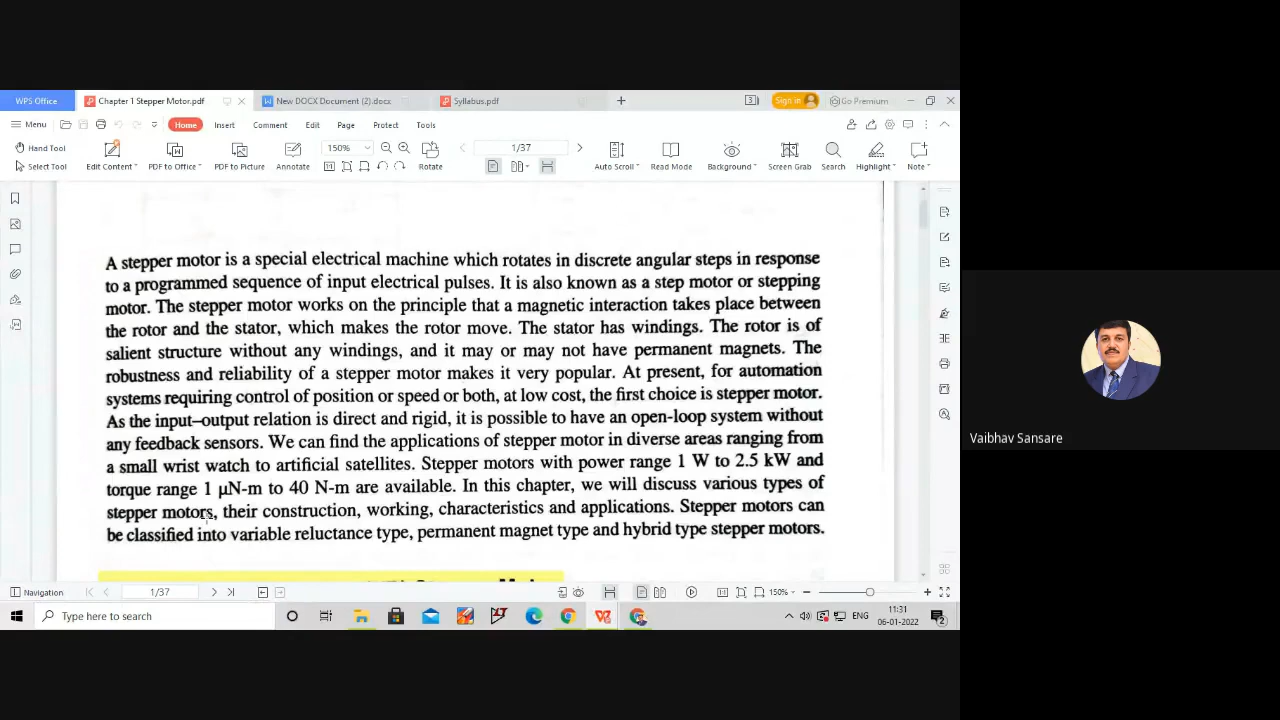 WPS Office
Chapter 1 Stepper Motor.pdf
New DOCX Document (2).docx
Syllabus.pdf
Sign in
Go Premium
Menu
Home
Insert
Comment
Edit
Page
Protect
Tools
Hand Tool
Select Tool
Edit Content
PDF to Office
PDF to Picture
Annotate
150%
Rotate
1/37
Auto Scroll
Read Mode
Background
Screen Grab
Search
Highlight
Note
A stepper motor is a special electrical machine which rotates in discrete angular steps in response
to a programmed sequence of input electrical pulses. It is also known as a step motor or stepping
motor. The stepper motor works on the principle that a magnetic interaction takes place between
the rotor and the stator, which makes the rotor move. The stator has windings. The rotor is of
salient structure without any windings, and it may or may not have permanent magnets. The
robustness and reliability of a stepper motor makes it very popular. At present, for automation
systems requiring control of position or speed or both, at low cost, the first choice is stepper motor.
As the input–output relation is direct and rigid, it is possible to have an open-loop system without
any feedback sensors. We can find the applications of stepper motor in diverse areas ranging from
a small wrist watch to artificial satellites. Stepper motors with power range 1 W to 2.5 kW and
torque range 1 µN-m to 40 N-m are available. In this chapter, we will discuss various types of
stepper motors, their construction, working, characteristics and applications. Stepper motors can
be classified into variable reluctance type, permanent magnet type and hybrid type stepper motors.
Navigation
1/37
150%
Type here to search
ENG
11:31
06-01-2022
Vaibhav Sansare